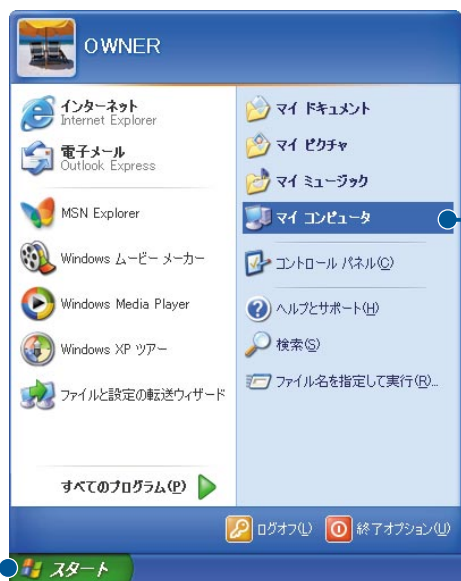 OWNER
インターネット
Internet Explorer
電子メール
Outlook Express
MSN Explorer
Windows ムービー メーカー
Windows Media Player
Windows XP ツアー
ファイルと設定の転送ウィザード
すべてのプログラム(P)
マイ ドキュメント
マイ ピクチャ
マイ ミュージック
マイ コンピュータ
コントロール パネル(C)
ヘルプとサポート(H)
検索(S)
ファイル名を指定して実行(R)...
ログオフ(L)
終了オプション(U)
スタート